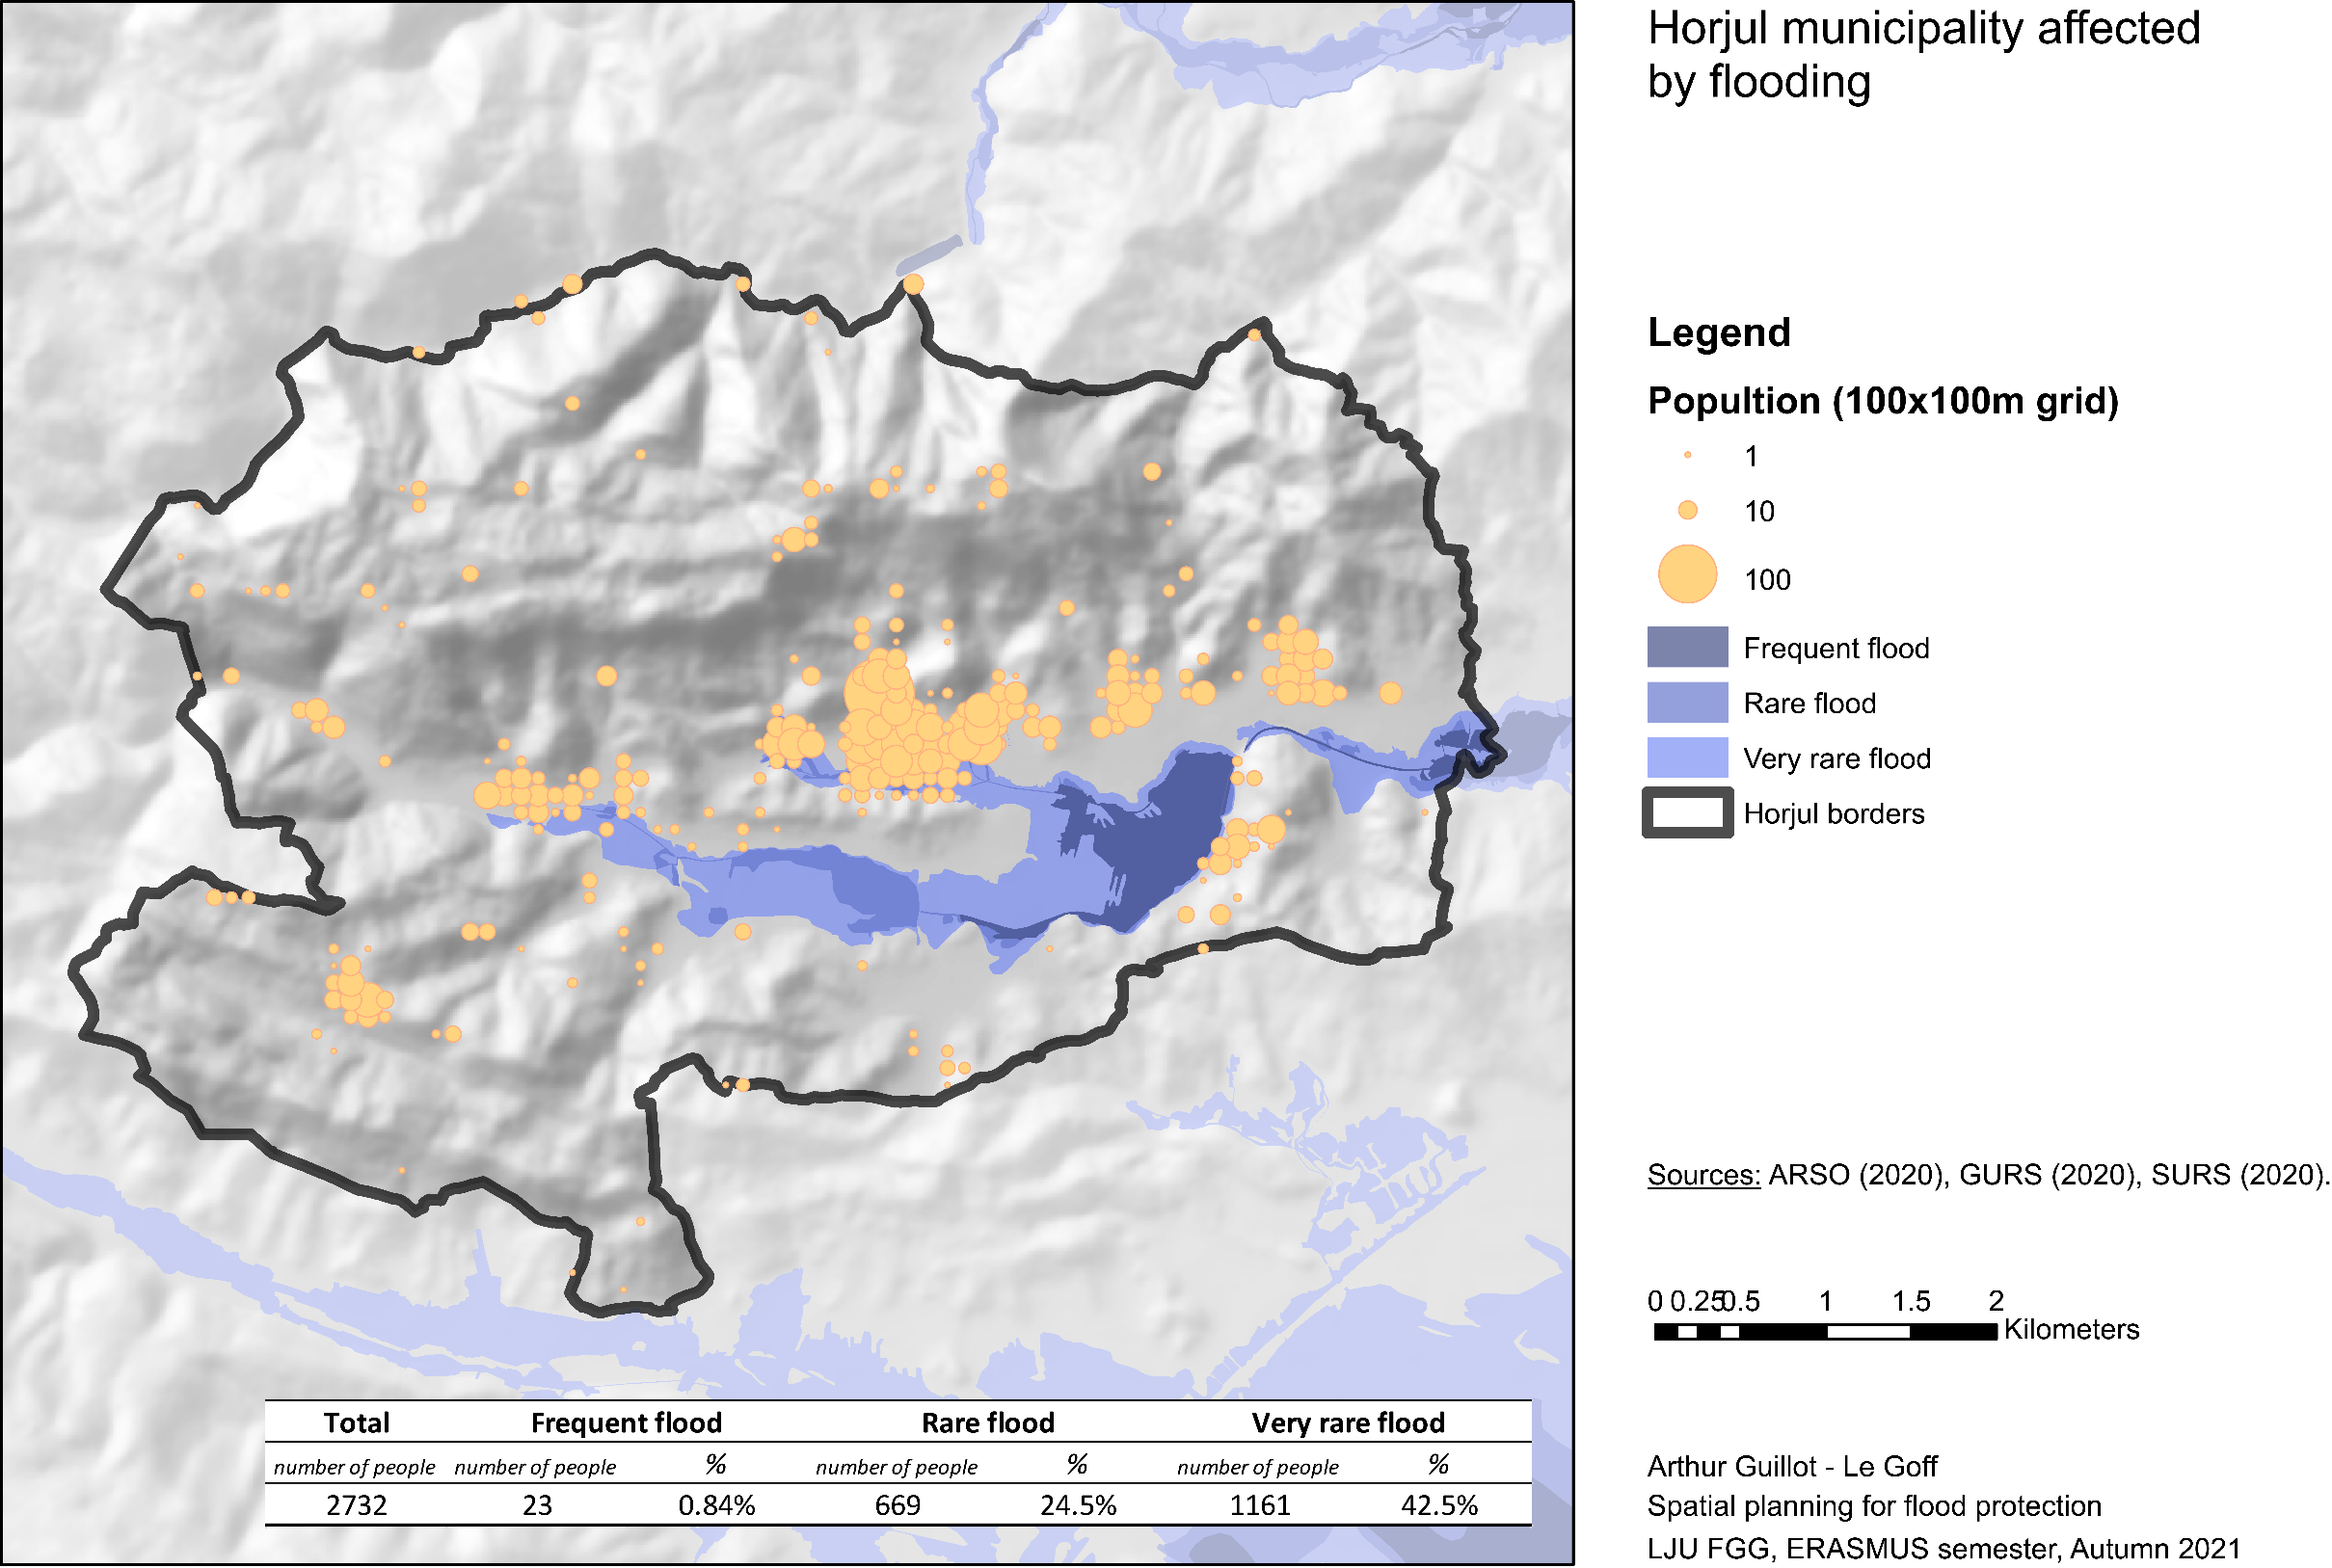 Horjul municipality affected
by flooding
Legend
Popultion (100x100m grid)
1
10
100
Frequent flood
Rare flood
Very rare flood
Horjul borders
Sources: ARSO (2020), GURS (2020), SURS (2020).
0 0.25 0.5 1 1.5 2
Kilometers
Total Frequent flood Rare flood Very rare flood
number of people number of people % number of people % number of people %
2732 23 0.84% 669 24.5% 1161 42.5%
Arthur Guillot - Le Goff
Spatial planning for flood protection
LJU FGG, ERASMUS semester, Autumn 2021